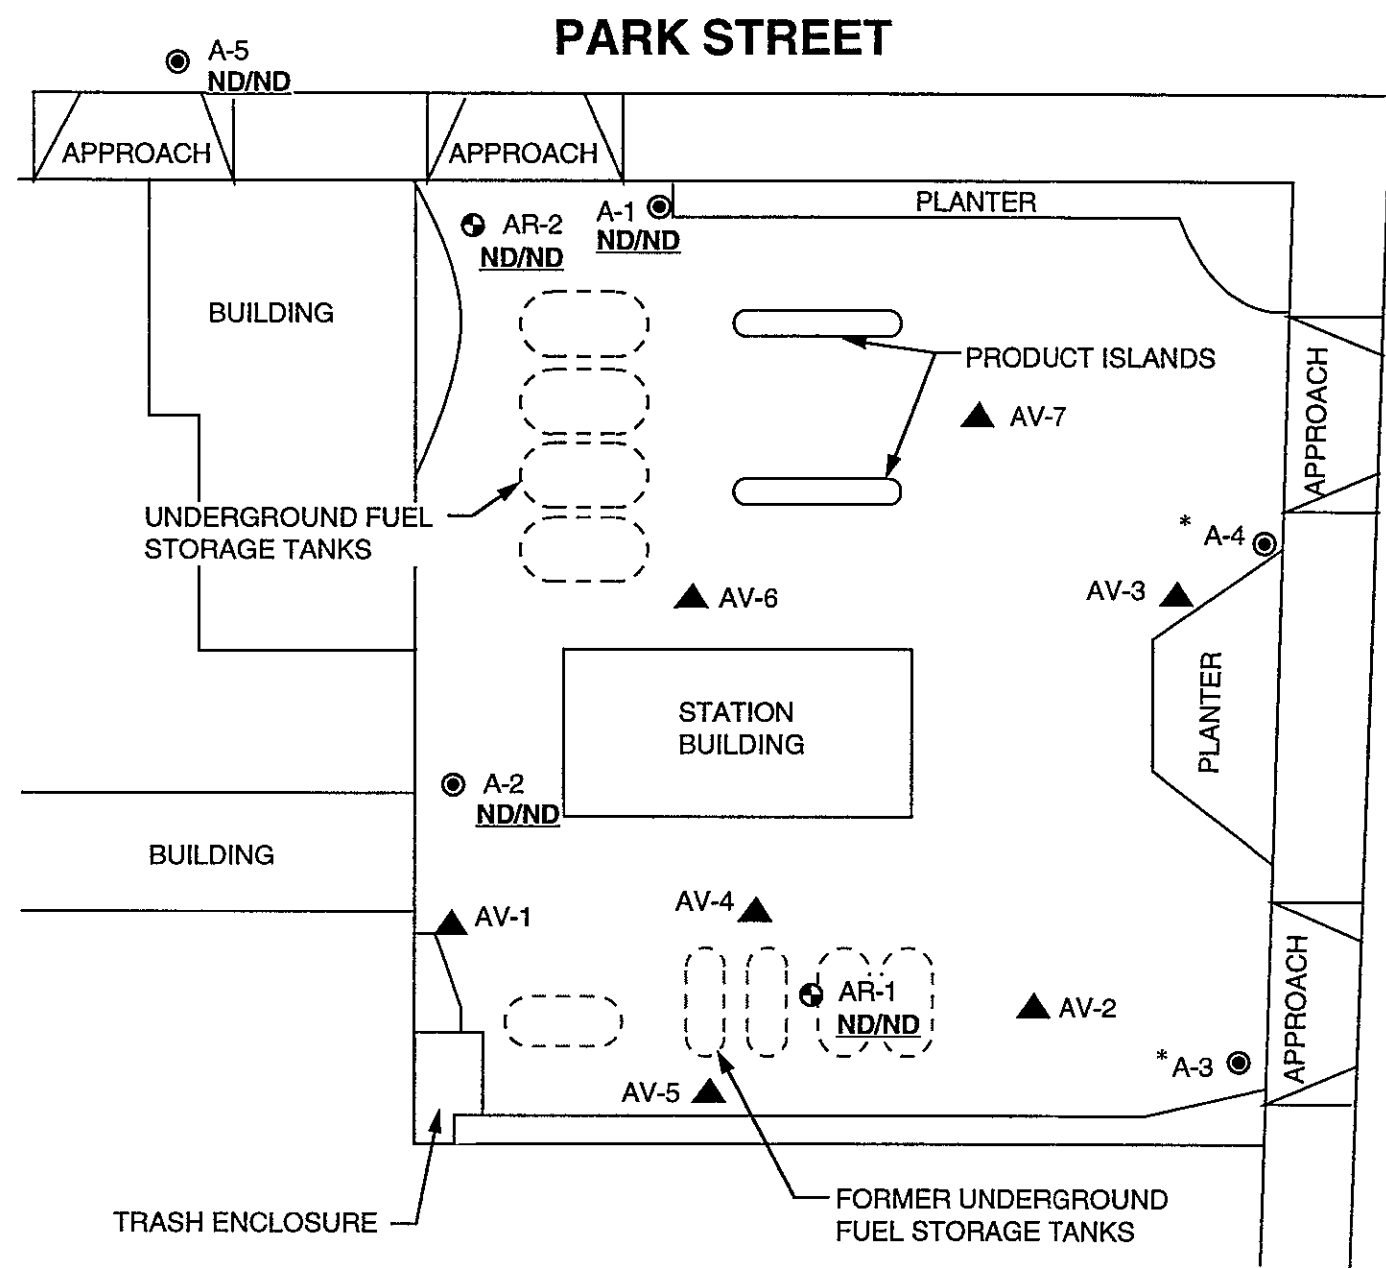 PARK STREET
A-5
ND/ND
APPROACH
APPROACH
PLANTER
AR-2
ND/ND
A-1
ND/ND
BUILDING
PRODUCT ISLANDS
APPROACH
AV-7
UNDERGROUND FUEL
STORAGE TANKS
* A-4
AV-6
AV-3
STATION
BUILDING
PLANTER
A-2
ND/ND
BUILDING
AV-1
AV-4
AR-1
ND/ND
AV-2
APPROACH
*A-3
AV-5
FORMER UNDERGROUND
FUEL STORAGE TANKS
TRASH ENCLOSURE